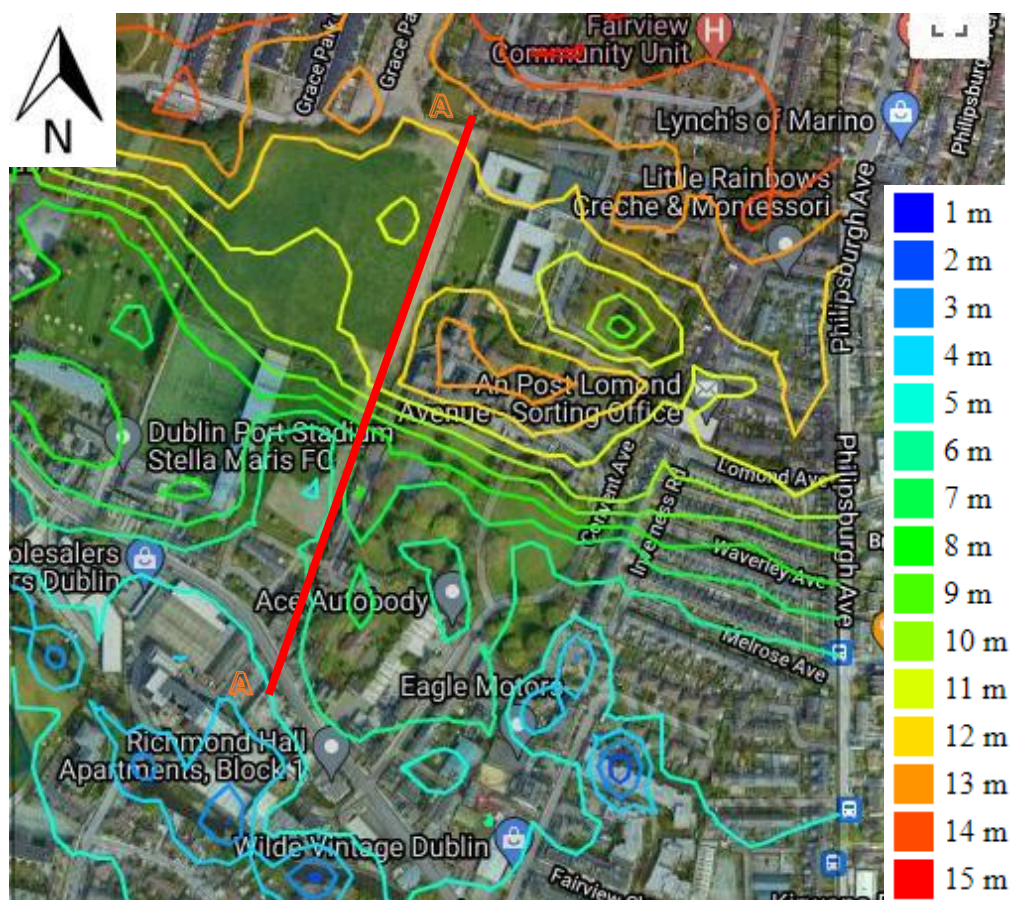 Fairview
Community Unit
Grace Park
Grace Pa
A
N
Lynch's of Marino
Philipsburgh
Little Rainbows
Creche & Montessori
Philipsburgh Ave
1 m
2 m
3 m
4 m
5 m
6 m
7 m
8 m
9 m
10 m
11 m
12 m
13 m
14 m
15 m
An Post Lomond
Avenue - Sorting Office
Dublin Port Stadium
Stella Maris FC
Lomond Ave
Philipsburgh Ave
Inverness Rd
Waverley Ave
Melrose Ave
olesalers
rs Dublin
Ace Autobody
A
Eagle Motors
Richmond Hall
Apartments, Block 1
Wilde Vintage Dublin
Fairview